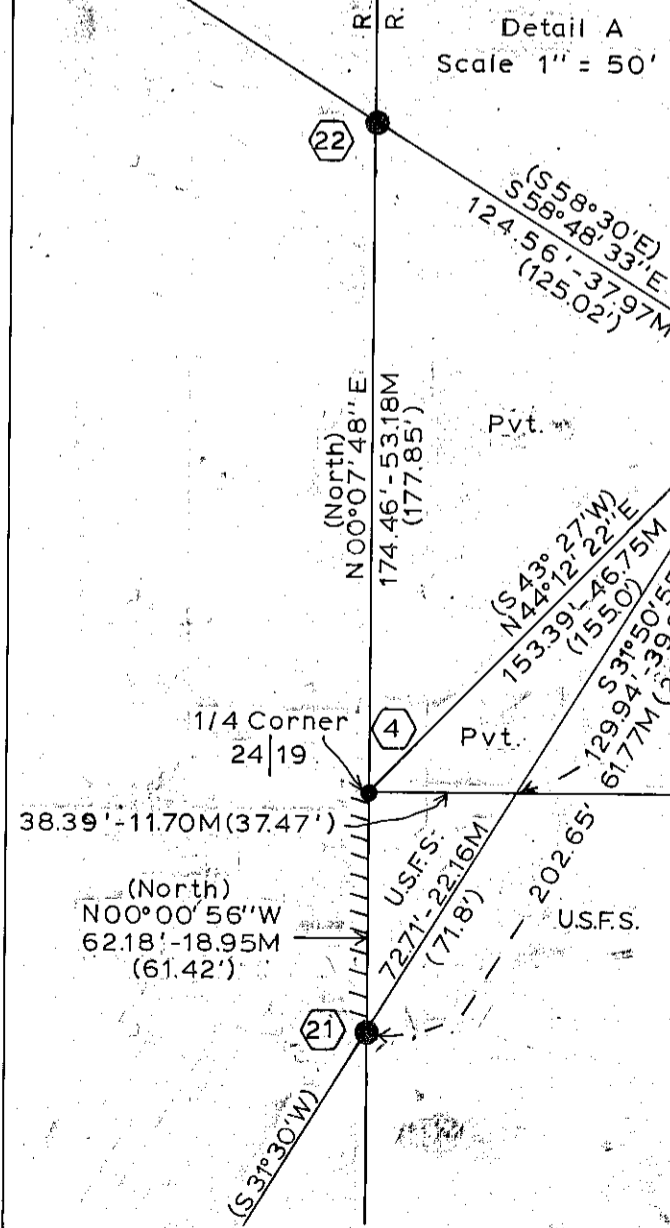 R. R.
Detail A
Scale 1" = 50'
22
(S58°30'E)
S58°48'33"E
124.56'-37.97M
(125.02')
(North)
N00°07'48"E
174.46'-53.18M
(177.85')
Pvt.
(S43°27'W)
N44°12'22"E
153.39'-46.75M
(155.0')
1/4 Corner
24|19
4
Pvt.
S31°50'
129.94'-39
61.77M
38.39'-11.70M(37.47')
202.65'
U.S.F.S.
72.71'-22.16M
(71.8')
U.S.F.S.
(North)
N00°00'56"W
62.18'-18.95M
(61.42')
21
(S31°30'W)